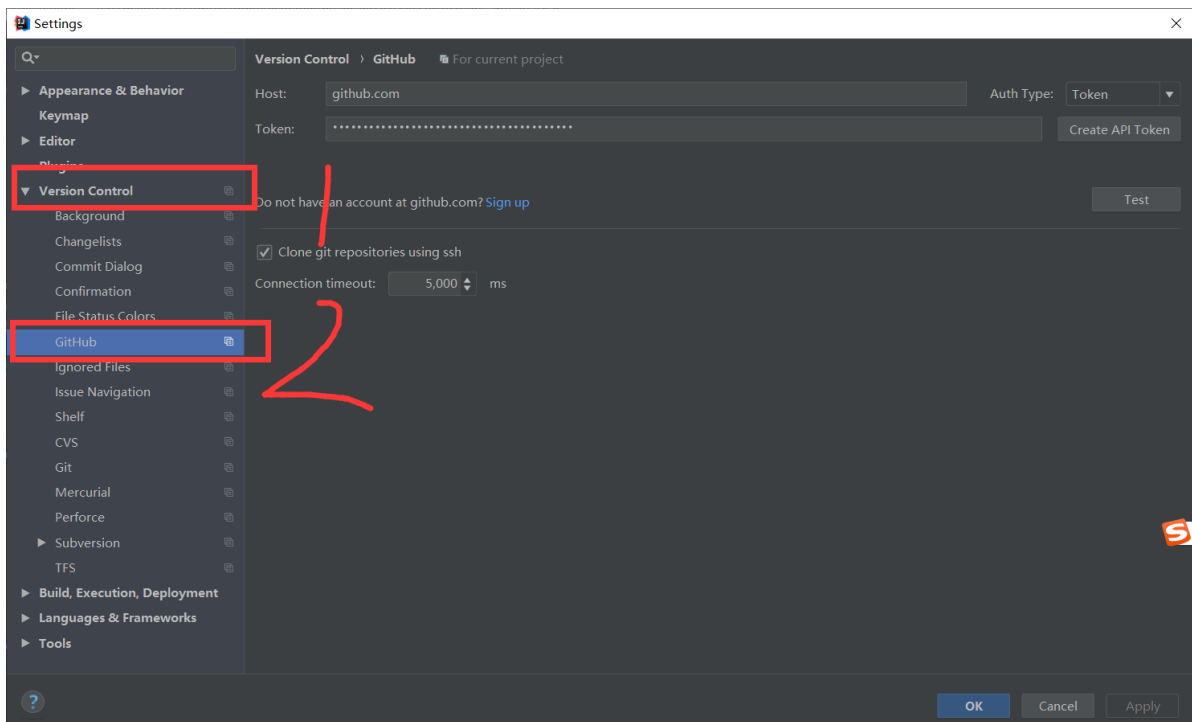 Settings
Version Control › GitHub For current project
Appearance & Behavior
Keymap
Editor
Plugins
Version Control
Background
Changelists
Commit Dialog
Confirmation
File Status Colors
GitHub
Ignored Files
Issue Navigation
Shelf
CVS
Git
Mercurial
Perforce
Subversion
TFS
Build, Execution, Deployment
Languages & Frameworks
Tools
Host: github.com Auth Type: Token
Token: •••••••••••••••••••••••••••••••••••••••• Create API Token
Do not have an account at github.com? Sign up Test
Clone git repositories using ssh
Connection timeout: 5,000 ms
1
2
S
? OK Cancel Apply